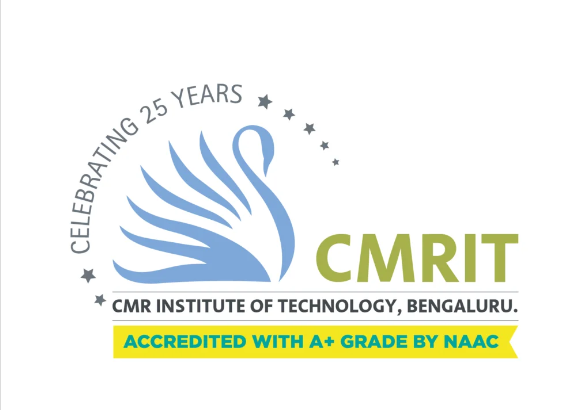 CELEBRATING 25 YEARS
CMRIT
CMR INSTITUTE OF TECHNOLOGY, BENGALURU.
ACCREDITED WITH A+ GRADE BY NAAC